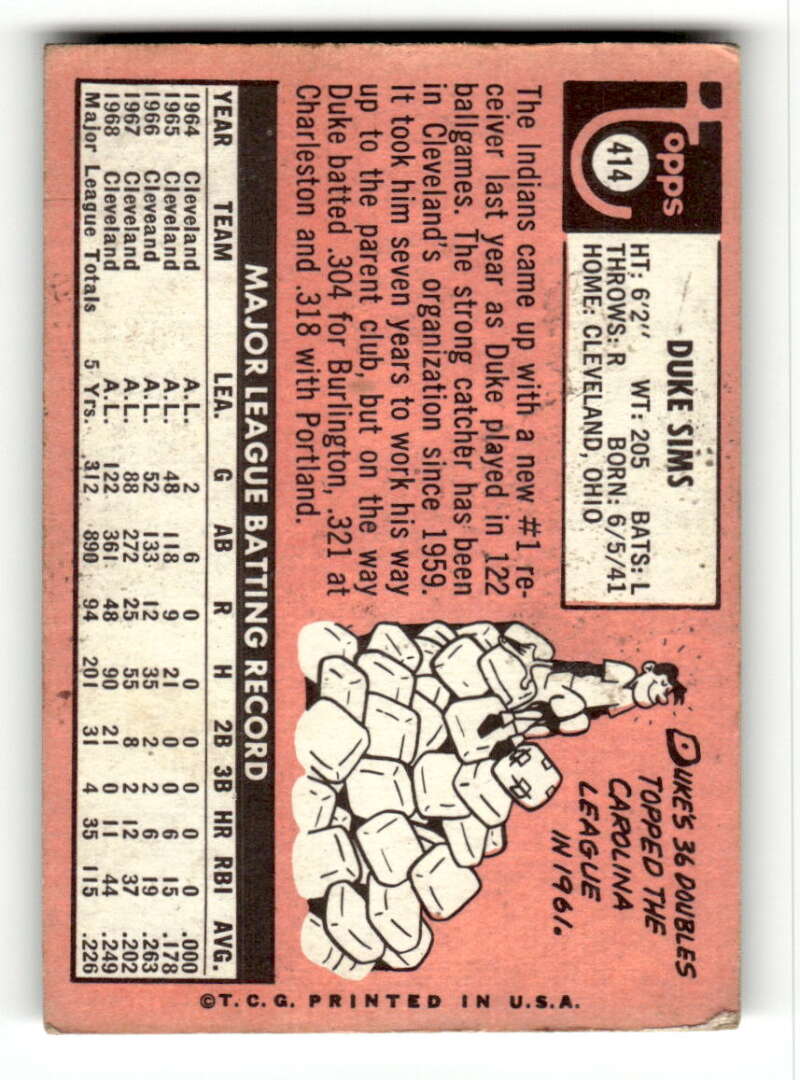 Topps
414
DUKE SIMS
HT: 6'2" WT: 205 BATS: L
THROWS: R BORN: 6/5/41
HOME: CLEVELAND, OHIO
The Indians came up with a new #1 re-
ceiver last year as Duke played in 122
ballgames. The strong catcher has been
in Cleveland's organization since 1959.
It took him seven years to work his way
up to the parent club, but on the way
Duke batted .304 for Burlington, .321 at
Charleston and .318 with Portland.
DUKE'S 36 DOUBLES
TOPPED THE
CAROLINA
LEAGUE
IN 1961.
MAJOR LEAGUE BATTING RECORD
YEAR TEAM LEA. G AB R H 2B 3B HR RBI AVG.
1964 Cleveland A.L. 2 6 0 0 0 0 0 0 .000
1965 Cleveland A.L. 48 118 9 21 0 0 6 15 .178
1966 Cleveand A.L. 52 133 12 35 2 2 6 19 .263
1967 Cleveland A.L. 88 272 25 55 8 2 12 37 .202
1968 Cleveland A.L. 122 361 48 90 21 0 11 44 .249
Major League Totals 5 Yrs. 312 890 94 201 31 4 35 115 .226
©T.C.G. PRINTED IN U.S.A.